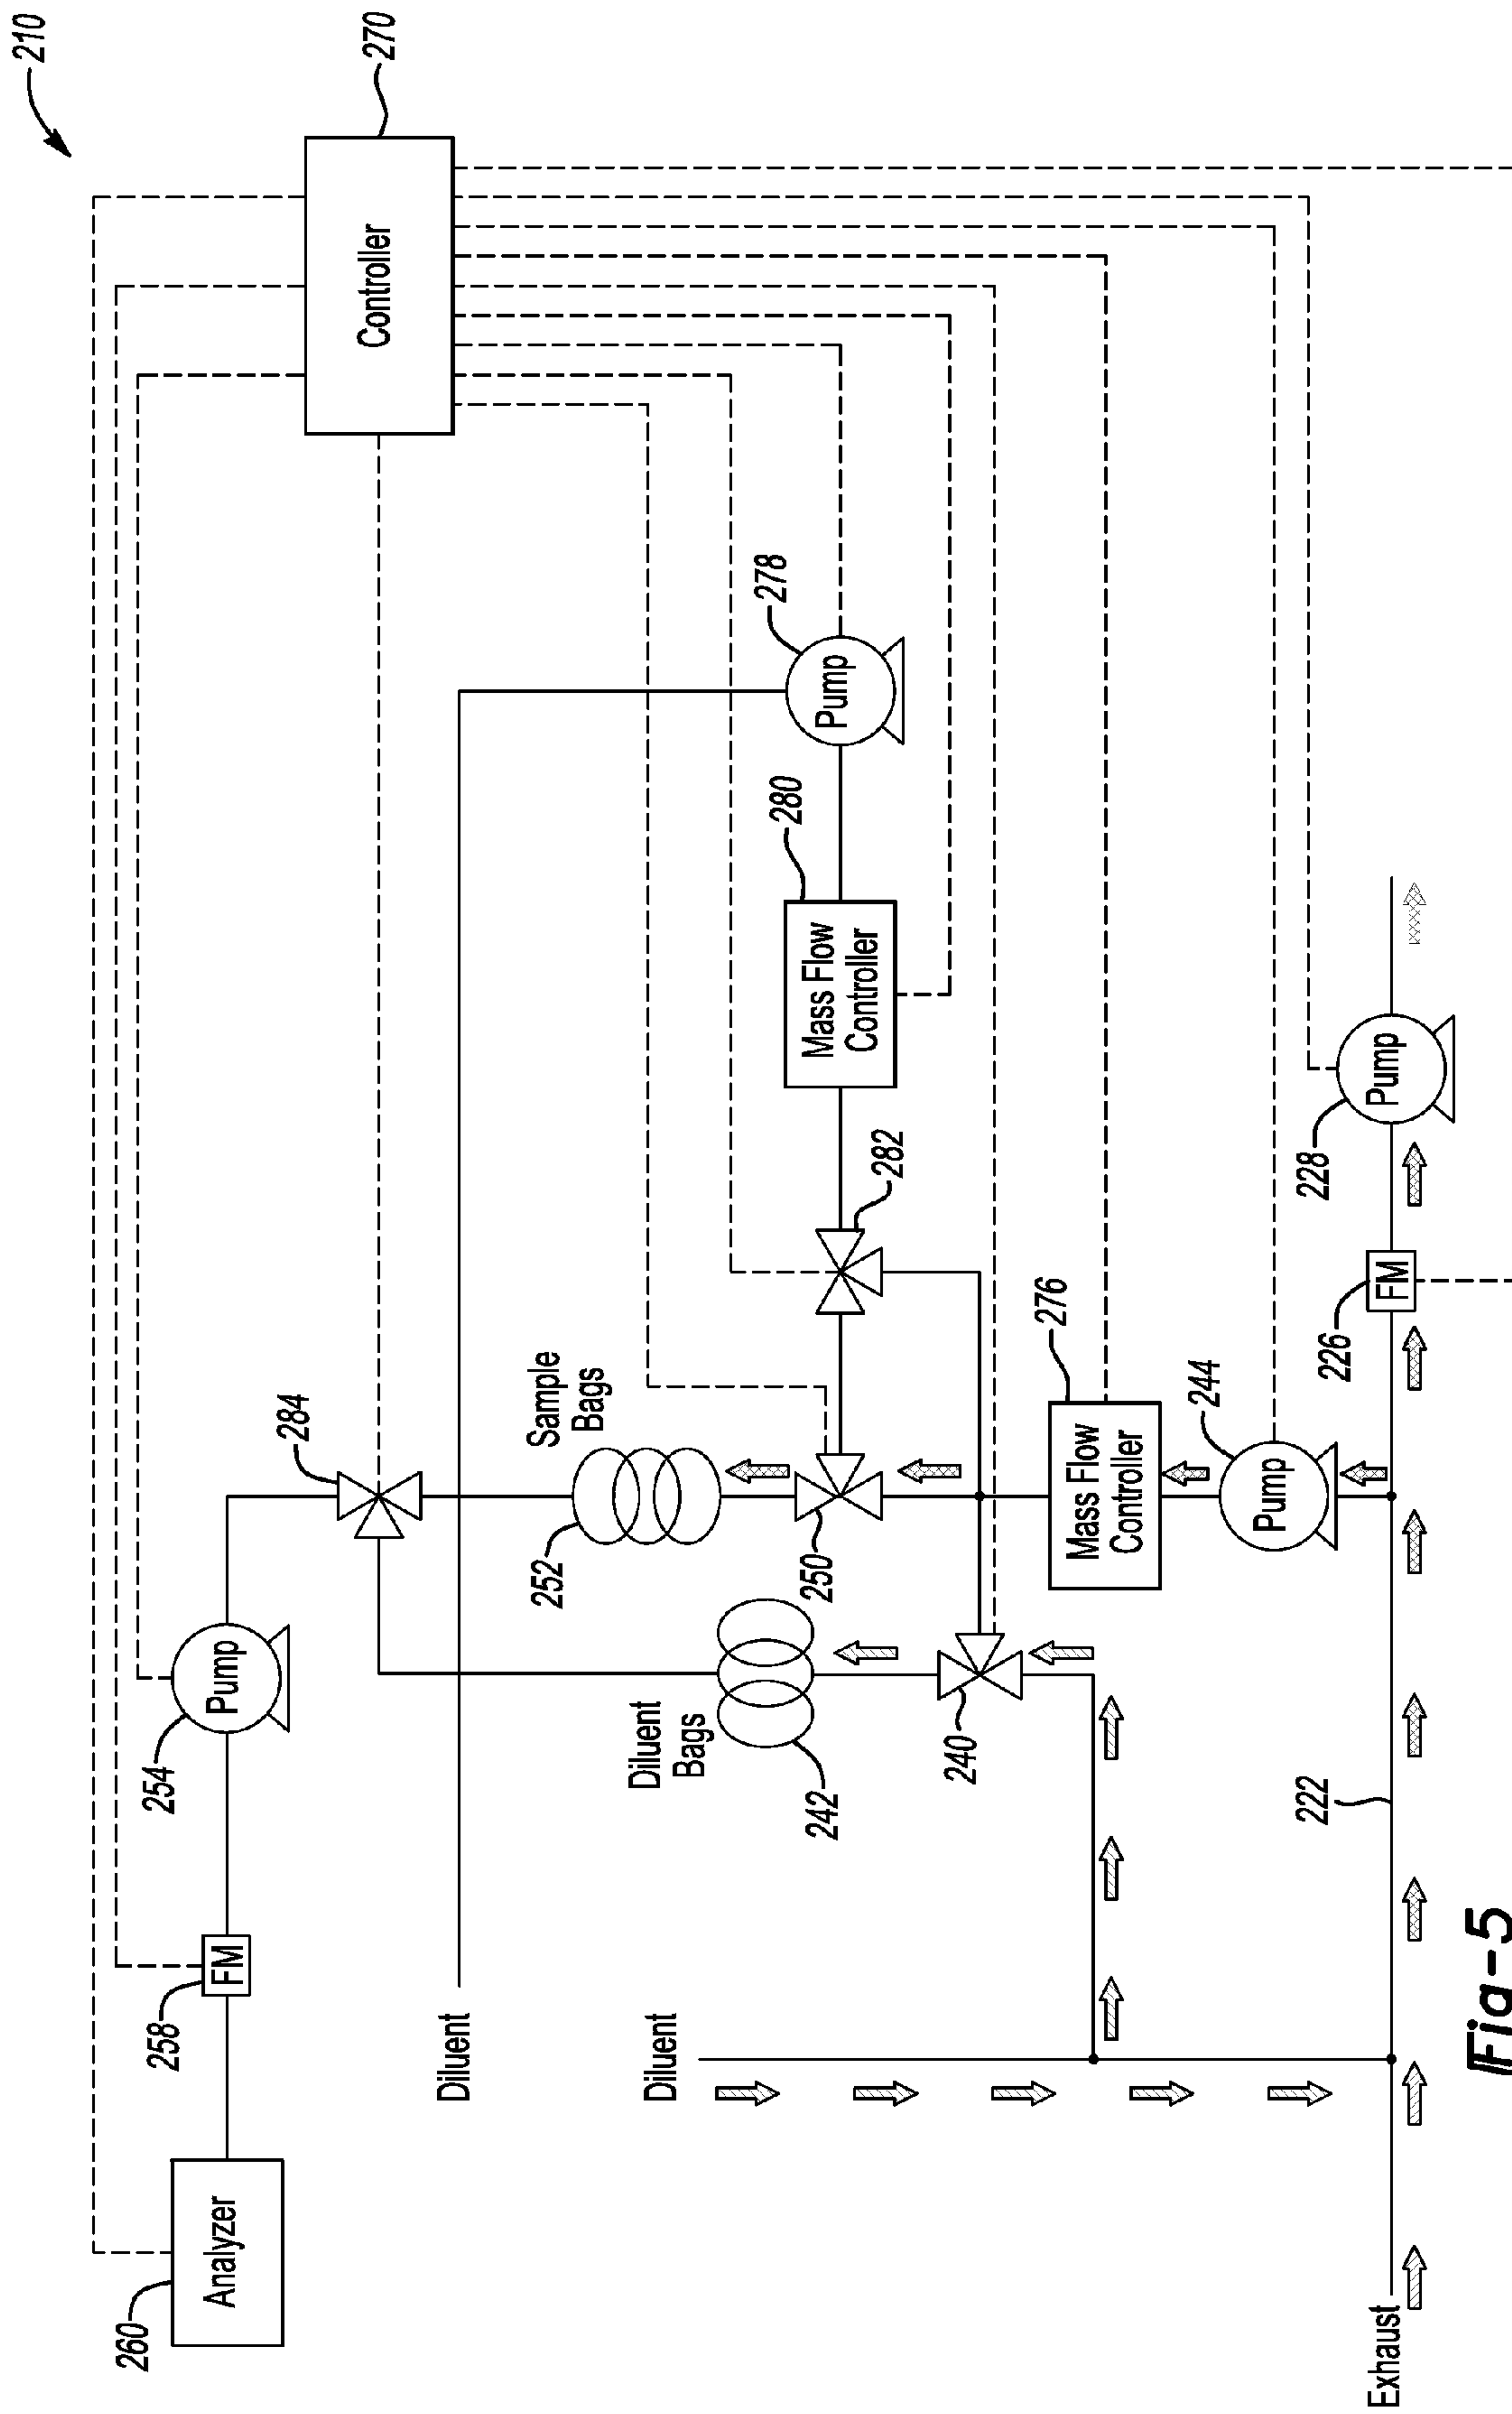 210
270
Controller
284
254
Pump
258
FM
260
Analyzer
Diluent
Diluent
Sample
Bags
252
Diluent
Bags
242
250
240
282
280
Mass Flow
Controller
278
Pump
276
Mass Flow
Controller
244
Pump
222
226
FM
228
Pump
Exhaust
Fig-5